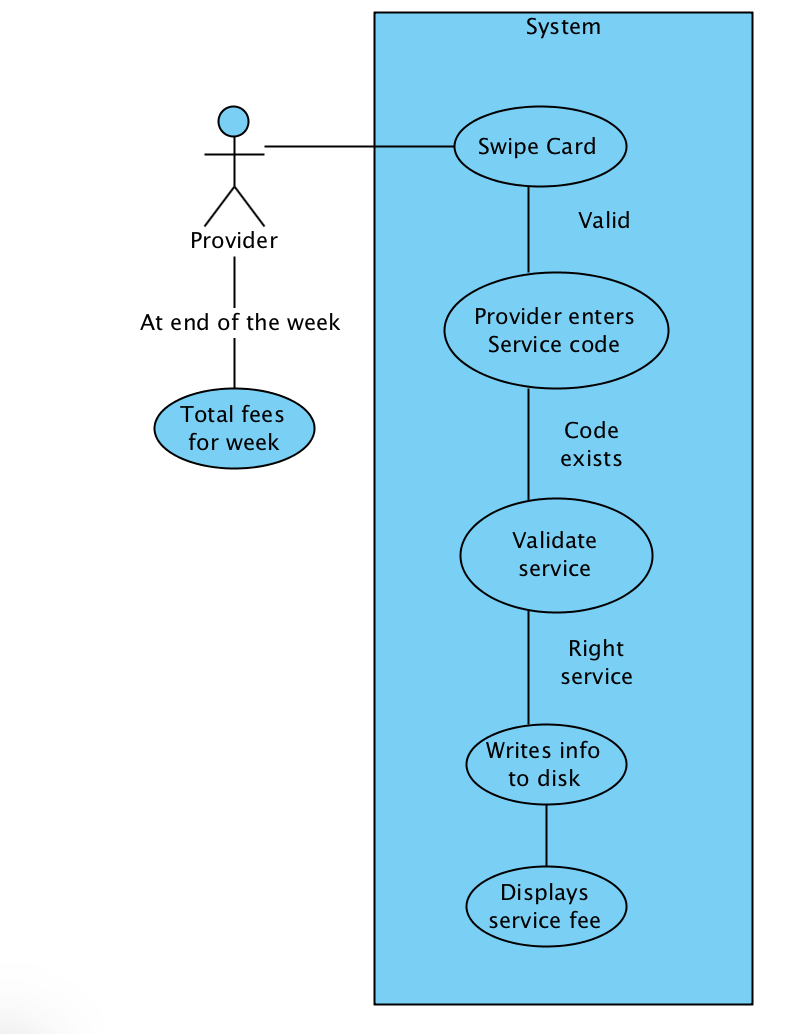 System
Swipe Card
Valid
Provider
Provider enters
Service code
At end of the week
Total fees
for week
Code
exists
Validate
service
Right
service
Writes info
to disk
Displays
service fee